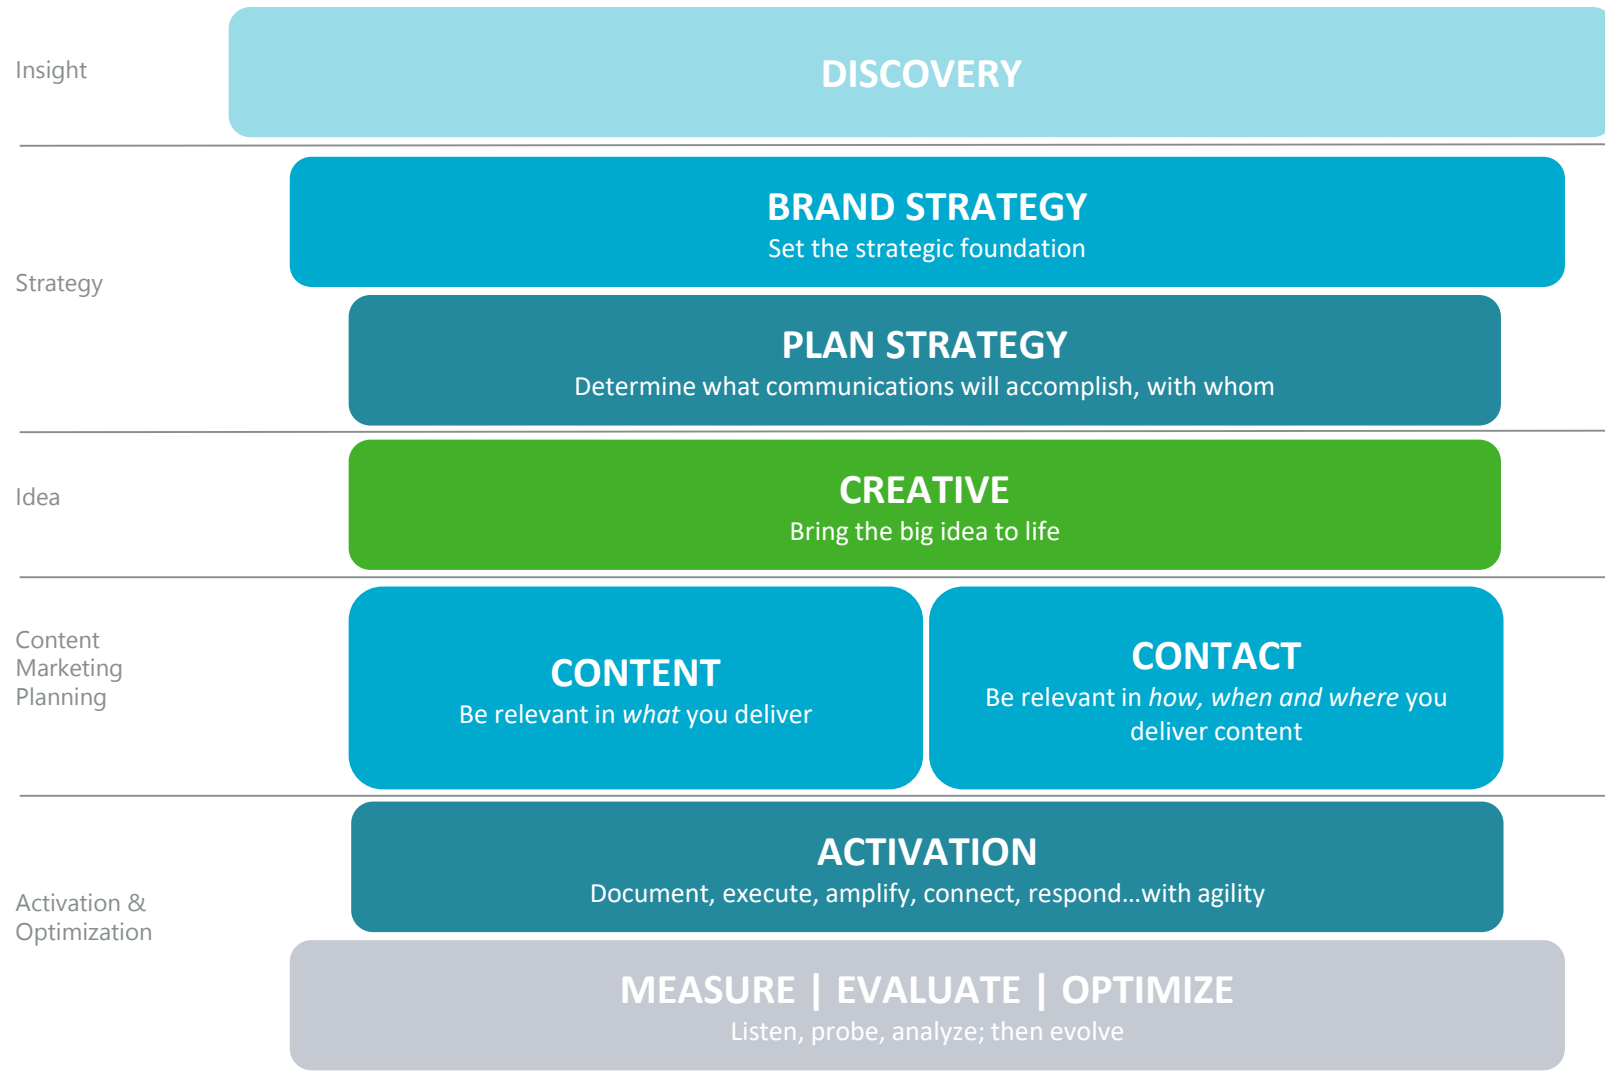 Insight
DISCOVERY
Strategy
BRAND STRATEGY
Set the strategic foundation
PLAN STRATEGY
Determine what communications will accomplish, with whom
Idea
CREATIVE
Bring the big idea to life
Content
Marketing
Planning
CONTENT
Be relevant in what you deliver
CONTACT
Be relevant in how, when and where you
deliver content
Activation &
Optimization
ACTIVATION
Document, execute, amplify, connect, respond…with agility
MEASURE | EVALUATE | OPTIMIZE
Listen, probe, analyze; then evolve